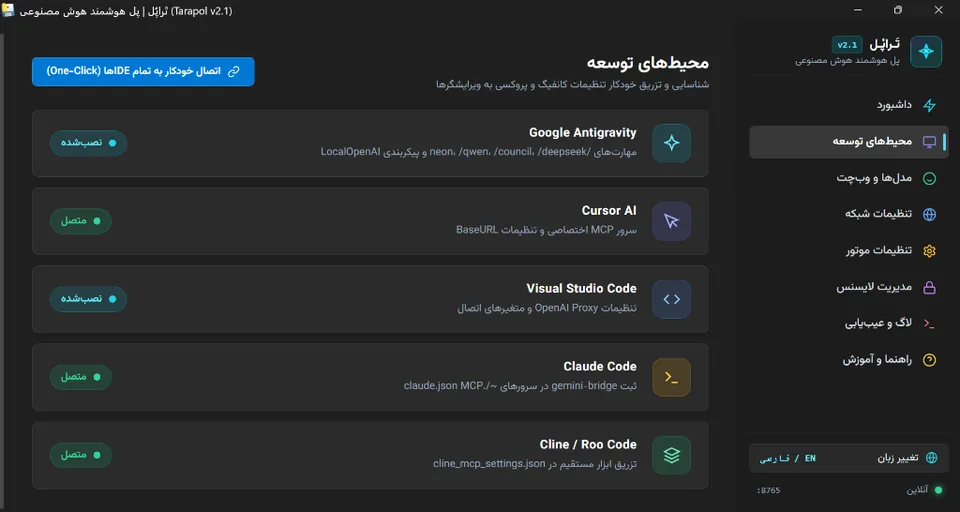 تَراپُل | پل هوشمند هوش مصنوعی (Tarapol v2.1)
تَراپُل v2.1
پل هوشمند هوش مصنوعی
داشبورد
محیط‌های توسعه
مدل‌ها و وب‌چت
تنظیمات شبکه
تنظیمات موتور
مدیریت لایسنس
لاگ و عیب‌یابی
راهنما و آموزش
تغییر زبان
فارسی / EN
آنلاین
:8765
محیط‌های توسعه
شناسایی و تزریق خودکار تنظیمات کانفیگ و پروکسی به ویرایشگرها
اتصال خودکار به تمام IDEها (One-Click)
Google Antigravity
مهارت‌های /neon، /qwen، /council، /deepseek و پیکربندی LocalOpenAI
نصب‌شده
Cursor AI
سرور MCP اختصاصی و تنظیمات BaseURL
متصل
Visual Studio Code
تنظیمات OpenAI Proxy و متغیرهای اتصال
نصب‌شده
Claude Code
ثبت gemini-bridge در سرورهای ~/.claude.json MCP
متصل
Cline / Roo Code
تزریق ابزار مستقیم در cline_mcp_settings.json
متصل